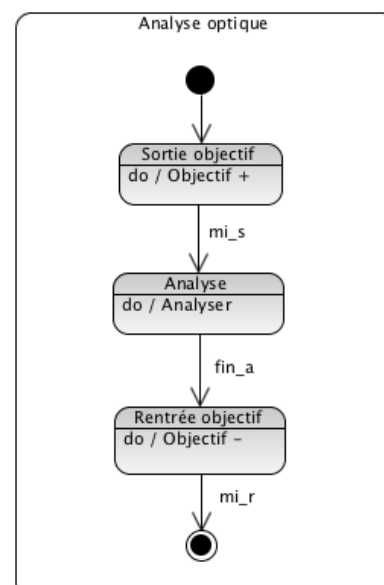 Analyse optique
Sortie objectif
do / Objectif +
mi_s
Analyse
do / Analyser
fin_a
Rentrée objectif
do / Objectif -
mi_r